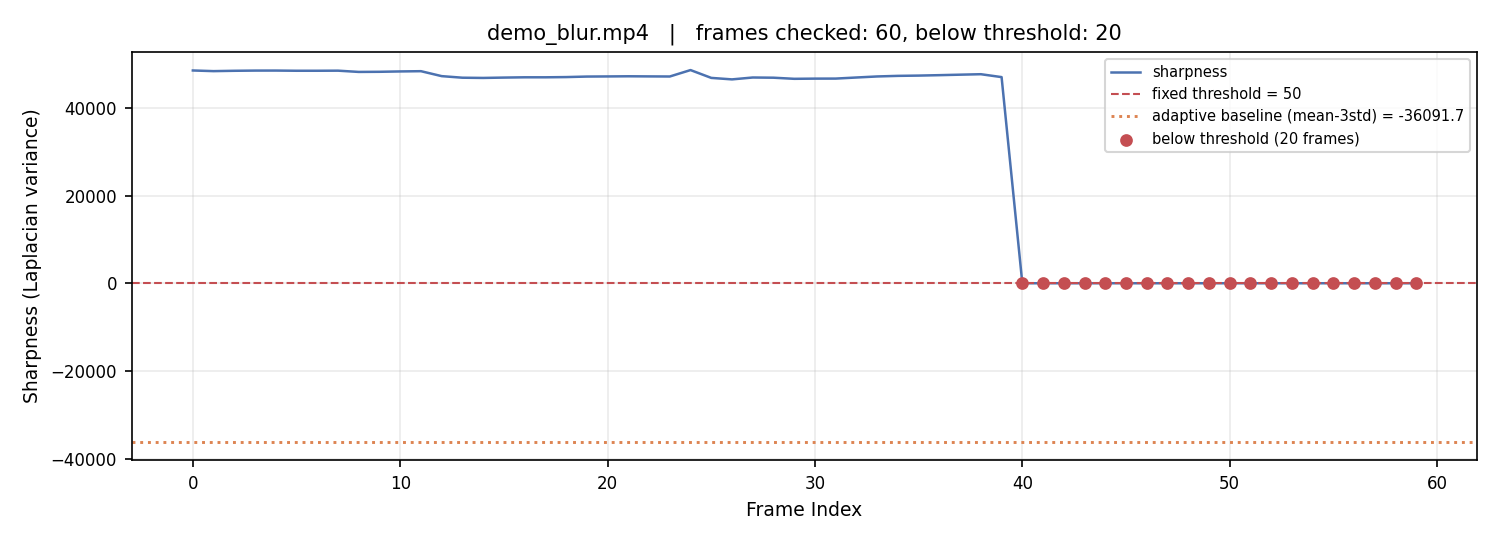 demo_blur.mp4   |   frames checked: 60, below threshold: 20
Sharpness (Laplacian variance)
40000
20000
0
−20000
−40000
sharpness
fixed threshold = 50
adaptive baseline (mean-3std) = -36091.7
below threshold (20 frames)
0 10 20 30 40 50 60
Frame Index